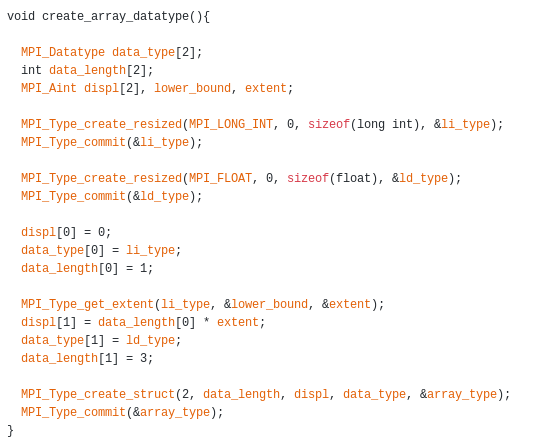 void create_array_datatype(){
MPI_Datatype data_type[2];
int data_length[2];
MPI_Aint displ[2], lower_bound, extent;
MPI_Type_create_resized(MPI_LONG_INT, 0, sizeof(long int), &li_type);
MPI_Type_commit(&li_type);
MPI_Type_create_resized(MPI_FLOAT, 0, sizeof(float), &ld_type);
MPI_Type_commit(&ld_type);
displ[0] = 0;
data_type[0] = li_type;
data_length[0] = 1;
MPI_Type_get_extent(li_type, &lower_bound, &extent);
displ[1] = data_length[0] * extent;
data_type[1] = ld_type;
data_length[1] = 3;
MPI_Type_create_struct(2, data_length, displ, data_type, &array_type);
MPI_Type_commit(&array_type);
}